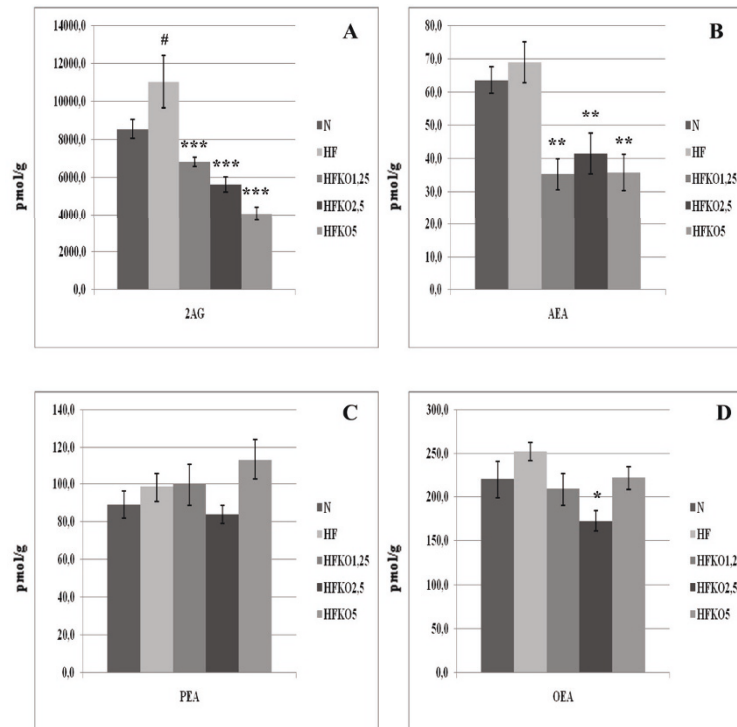 A
14000,0
12000,0
10000,0
8000,0
6000,0
4000,0
2000,0
0,0
pmol/g
#
***
***
***
2AG
N
HF
HFKO1,25
HFKO2,5
HFKO5
B
80,0
70,0
60,0
50,0
40,0
30,0
20,0
10,0
0,0
pmol/g
**
**
**
AEA
N
HF
HFKO1,25
HFKO2,5
HFKO5
C
140,0
120,0
100,0
80,0
60,0
40,0
20,0
0,0
pmol/g
PEA
N
HF
HFKO1,25
HFKO2,5
HFKO5
D
300,0
250,0
200,0
150,0
100,0
50,0
0,0
pmol/g
*
OEA
N
HF
HFKO1,2
HFKO2,5
HFKO5